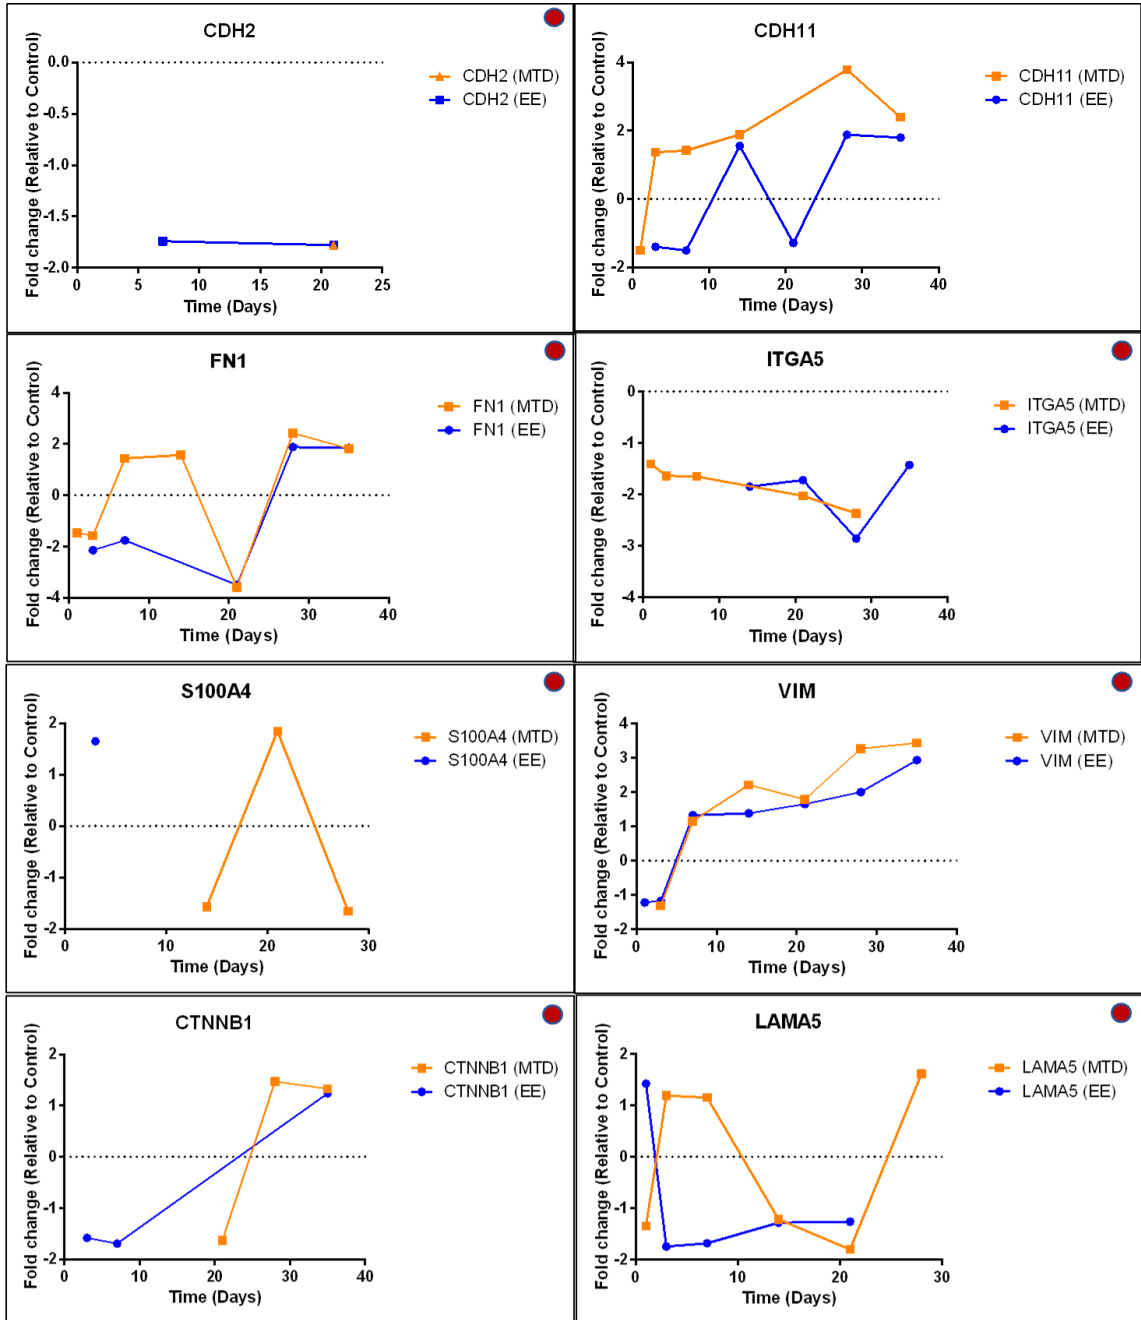 CDH2
Fold change (Relative to Control)
0.0
-0.5
-1.0
-1.5
-2.0
0
5
10
15
20
25
Time (Days)
CDH2 (MTD)
CDH2 (EE)
CDH11
Fold change (Relative to Control)
4
2
0
-2
0
10
20
30
40
Time (Days)
CDH11 (MTD)
CDH11 (EE)
FN1
Fold change (Relative to Control)
4
2
0
-2
-4
0
10
20
30
40
Time (Days)
FN1 (MTD)
FN1 (EE)
ITGA5
Fold change (Relative to Control)
0
-1
-2
-3
-4
0
10
20
30
40
Time (Days)
ITGA5 (MTD)
ITGA5 (EE)
S100A4
Fold change (Relative to Control)
2
1
0
-1
-2
0
10
20
30
Time (Days)
S100A4 (MTD)
S100A4 (EE)
VIM
Fold change (Relative to Control)
4
3
2
1
0
-1
-2
10
20
30
40
Time (Days)
VIM (MTD)
VIM (EE)
CTNNB1
Fold change (Relative to Control)
2
1
0
-1
-2
0
10
20
30
40
Time (Days)
CTNNB1 (MTD)
CTNNB1 (EE)
LAMA5
Fold change (Relative to Control)
2
1
0
-1
-2
0
10
20
30
Time (Days)
LAMA5 (MTD)
LAMA5 (EE)